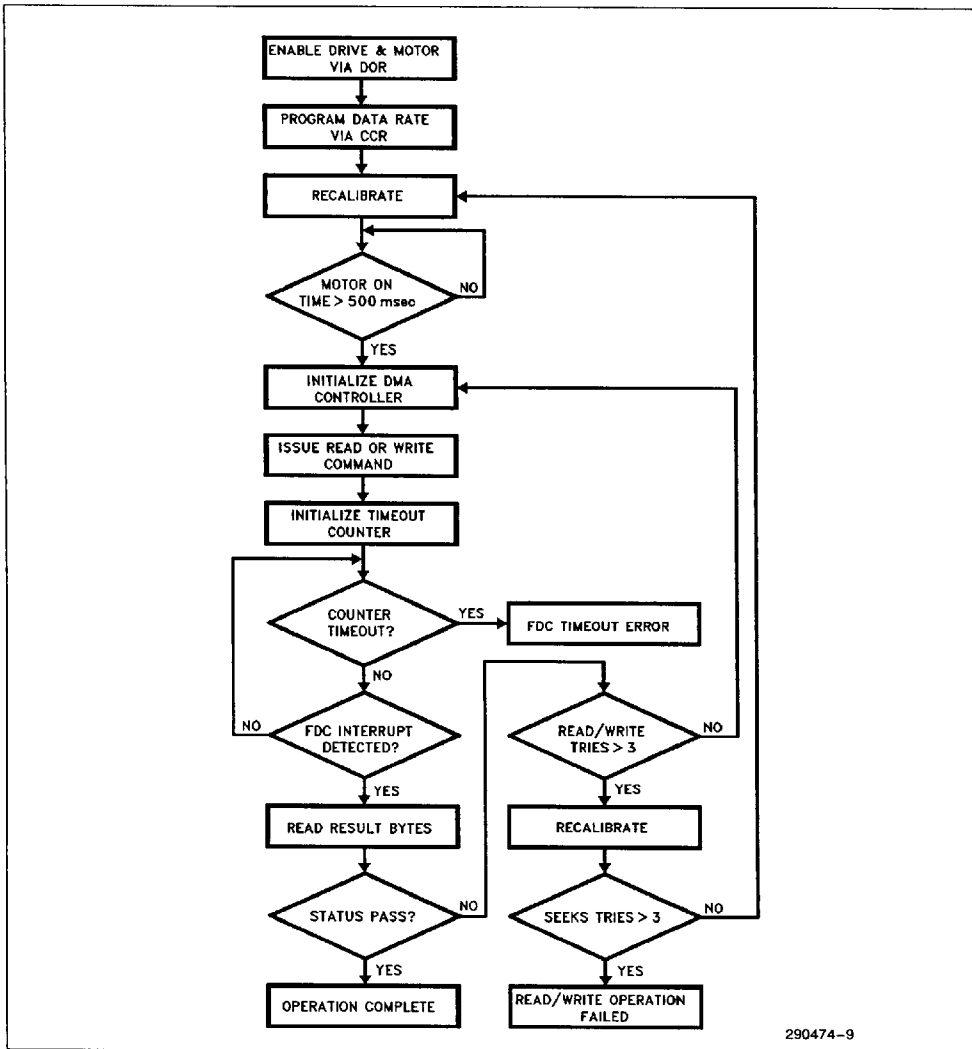 ENABLE DRIVE & MOTOR
VIA DOR
PROGRAM DATA RATE
VIA CCR
RECALIBRATE
MOTOR ON
TIME > 500 msec
NO
YES
INITIALIZE DMA
CONTROLLER
ISSUE READ OR WRITE
COMMAND
INITIALIZE TIMEOUT
COUNTER
COUNTER
TIMEOUT?
YES
FDC TIMEOUT ERROR
NO
FDC INTERRUPT
DETECTED?
NO
YES
READ/WRITE
TRIES > 3
NO
YES
READ RESULT BYTES
RECALIBRATE
STATUS PASS?
NO
YES
SEEKS TRIES > 3
NO
YES
OPERATION COMPLETE
READ/WRITE OPERATION
FAILED
290474-9